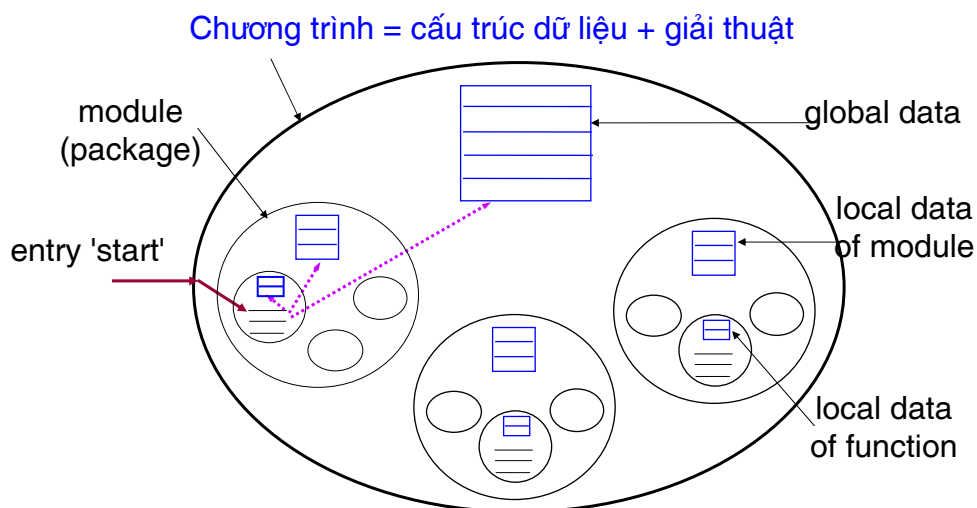 Chương trình = cấu trúc dữ liệu + giải thuật
module
(package)
global data
local data
of module
entry 'start'
local data
of function